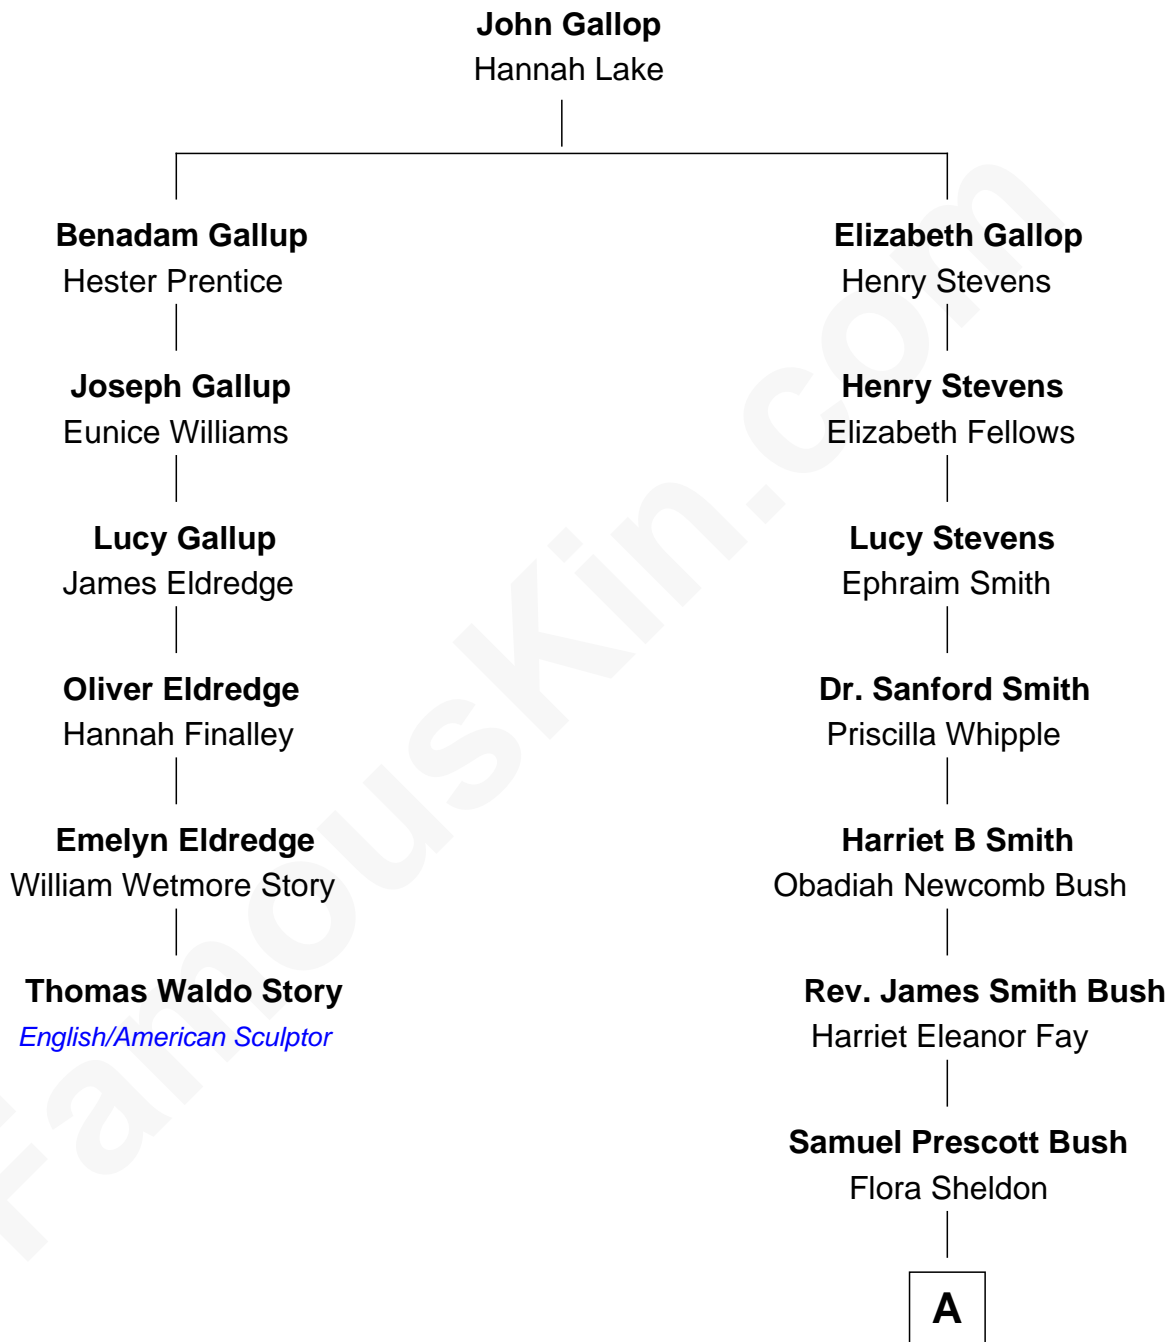 John Gallop
Hannah Lake
Benadam Gallup
Hester Prentice
Joseph Gallup
Eunice Williams
Lucy Gallup
James Eldredge
Oliver Eldredge
Hannah Finalley
Emelyn Eldredge
William Wetmore Story
Thomas Waldo Story
English/American Sculptor
Elizabeth Gallop
Henry Stevens
Henry Stevens
Elizabeth Fellows
Lucy Stevens
Ephraim Smith
Dr. Sanford Smith
Priscilla Whipple
Harriet B Smith
Obadiah Newcomb Bush
Rev. James Smith Bush
Harriet Eleanor Fay
Samuel Prescott Bush
Flora Sheldon
A
FamousKin.com